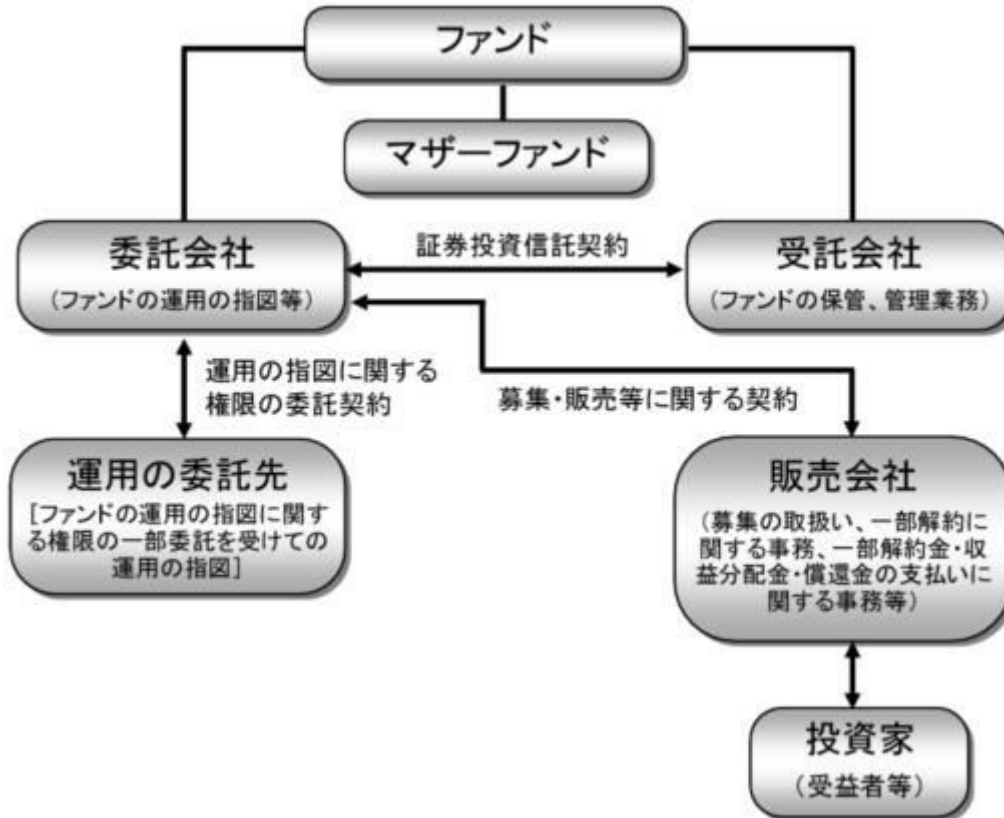 ファンド
マザーファンド
委託会社
（ファンドの運用の指図等）
証券投資信託契約
受託会社
（ファンドの保管、管理業務）
運用の指図に関する
権限の委託契約
募集・販売等に関する契約
運用の委託先
［ファンドの運用の指図に関す
る権限の一部委託を受けての
運用の指図］
販売会社
（募集の取扱い、一部解約に
関する事務、一部解約金・収
益分配金・償還金の支払いに
関する事務等）
投資家
（受益者等）